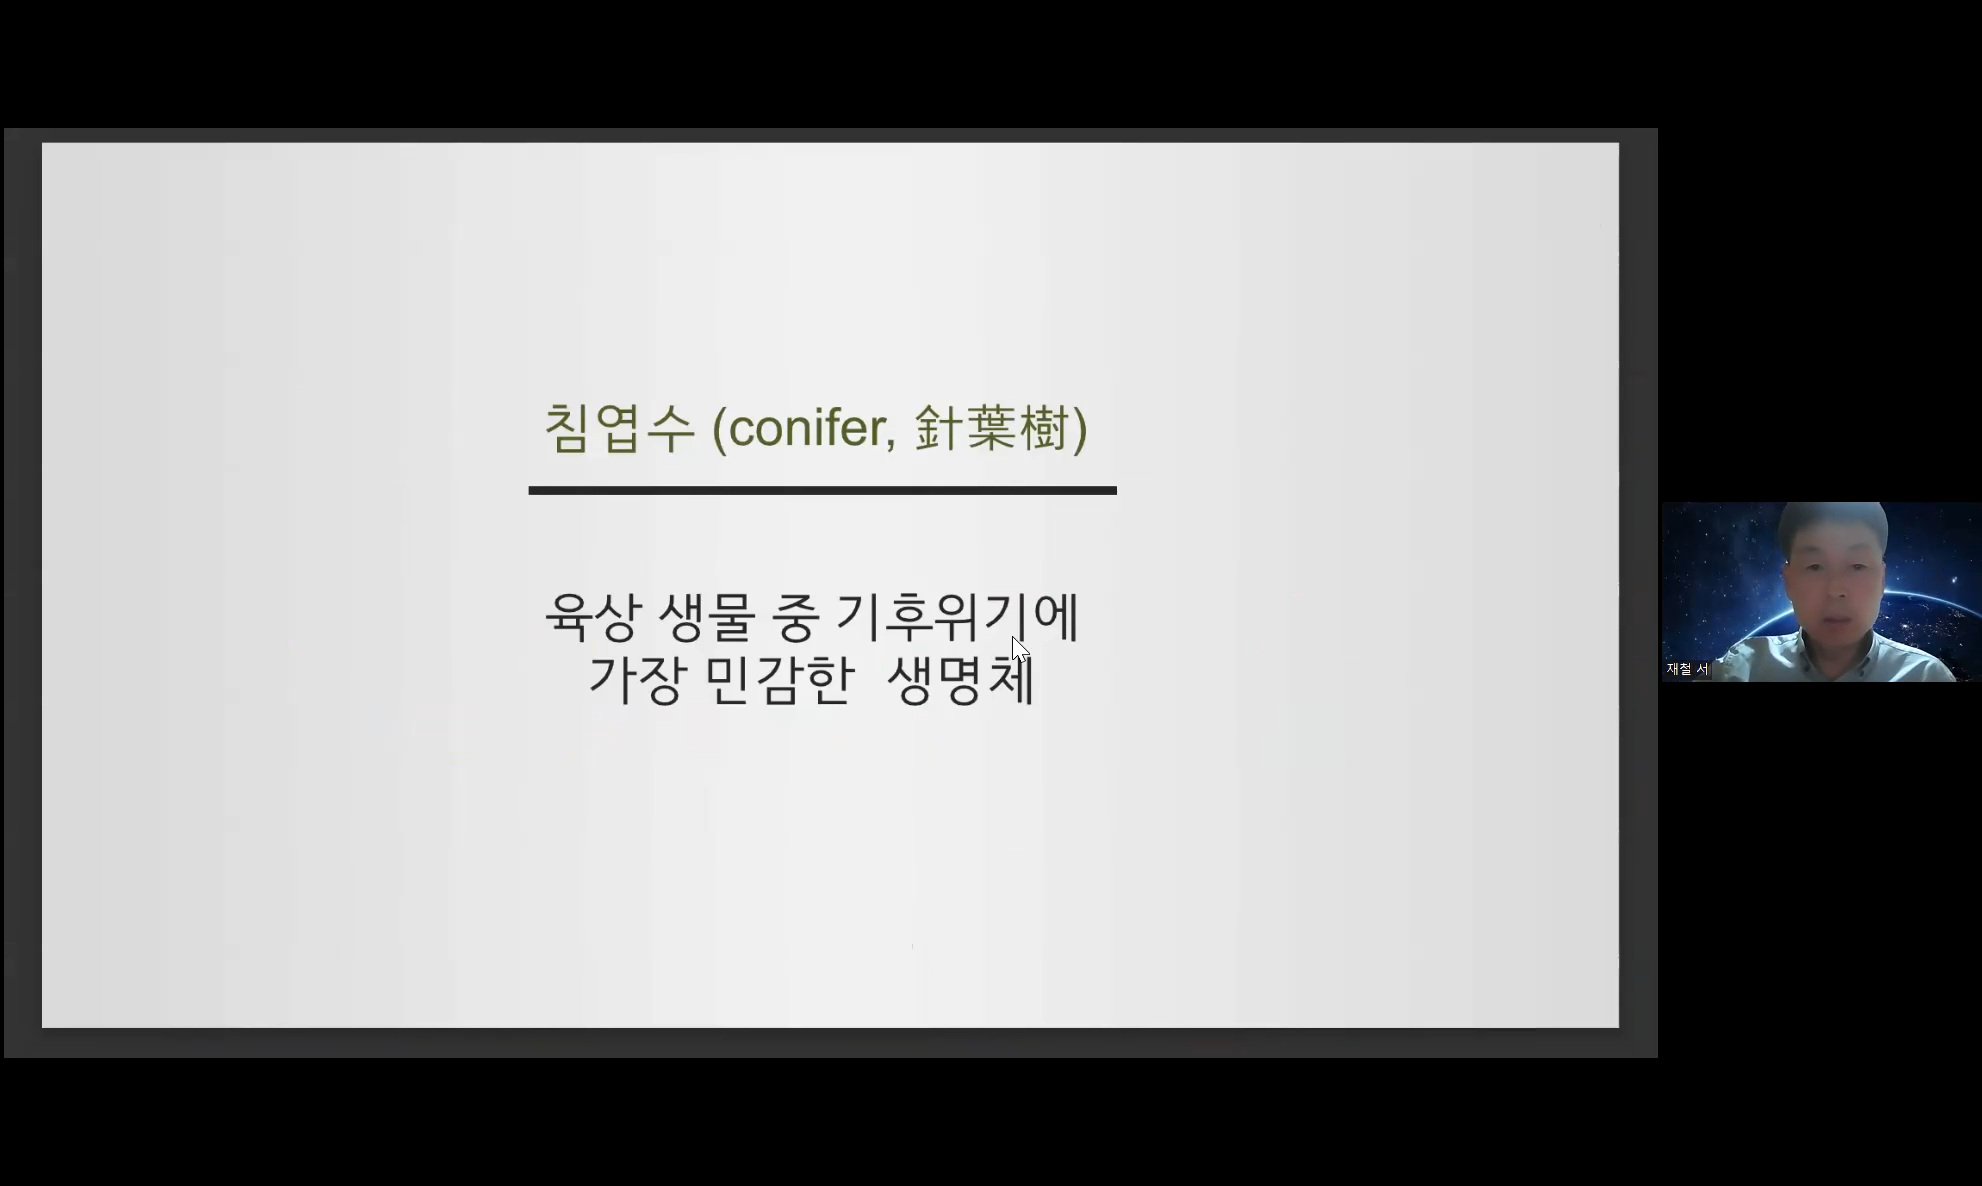 침엽수 (conifer, 針葉樹)
육상 생물 중 기후위기에
가장 민감한 생명체
재철 서